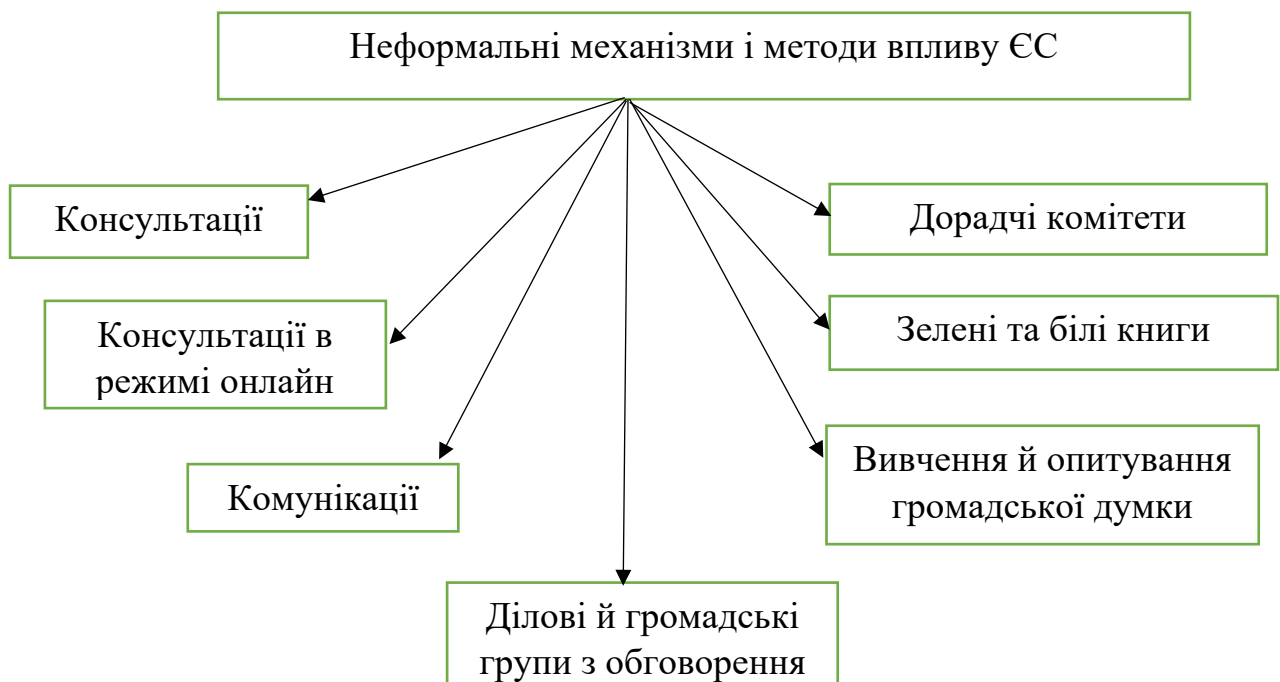 Неформальні механізми і методи впливу ЄС
Консультації
Дорадчі комітети
Консультації в
режимі онлайн
Зелені та білі книги
Комунікації
Вивчення й опитування
громадської думки
Ділові й громадські
групи з обговорення